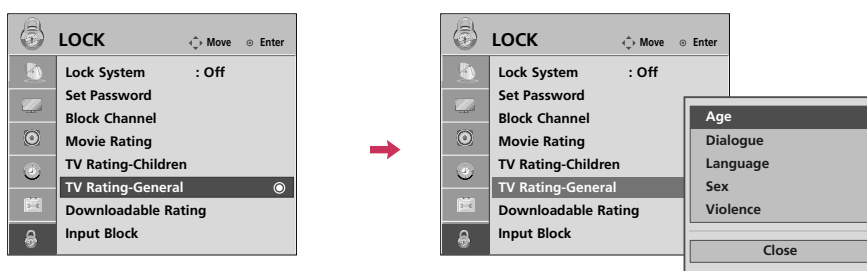 LOCK Move Enter
Lock System : Off
Set Password
Block Channel
Movie Rating
TV Rating-Children
TV Rating-General
Downloadable Rating
Input Block
LOCK Move Enter
Lock System : Off
Set Password
Block Channel
Movie Rating
TV Rating-Children
TV Rating-General
Downloadable Rating
Input Block
Age
Dialogue
Language
Sex
Violence
Close